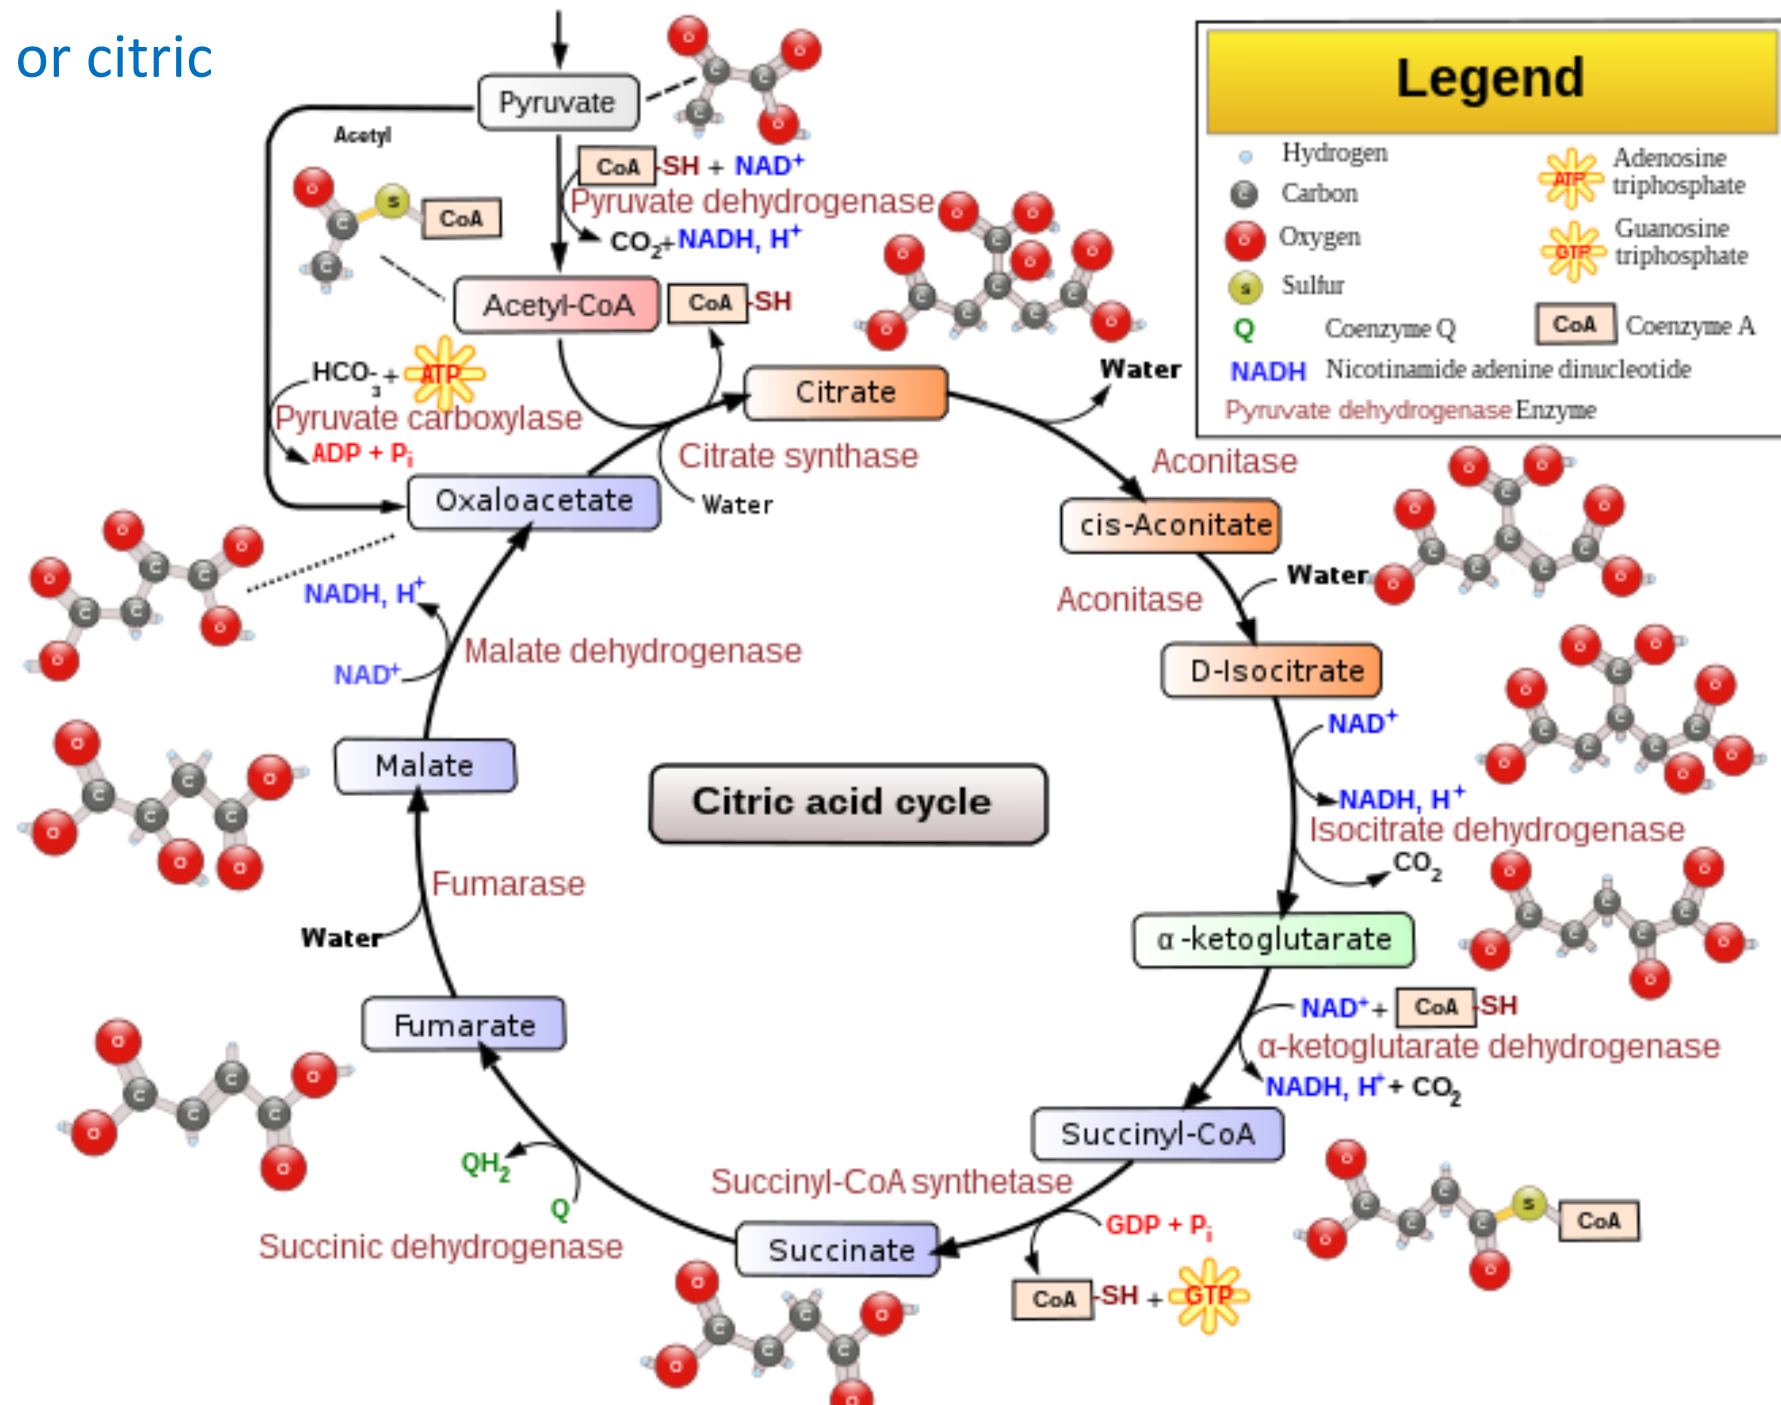 or citric
Pyruvate
Acetyl
CoA -SH + NAD+
Pyruvate dehydrogenase
CO2+NADH, H+
S CoA
Acetyl-CoA
CoA -SH
HCO3- + ATP
Pyruvate carboxylase
ADP + Pi
Citrate
Water
Citrate synthase
Water
Oxaloacetate
Aconitase
cis-Aconitate
Water
Aconitase
D-Isocitrate
NAD+
NADH, H+
Isocitrate dehydrogenase
CO2
α-ketoglutarate
NAD+ + CoA -SH
α-ketoglutarate dehydrogenase
NADH, H+ + CO2
Succinyl-CoA
S CoA
Succinyl-CoA synthetase
GDP + Pi
CoA -SH + GTP
Succinate
QH2
Q
Succinic dehydrogenase
Fumarate
Water
Fumarase
Malate
NAD+
NADH, H+
Malate dehydrogenase
Citric acid cycle
Legend
Hydrogen
C Carbon
O Oxygen
S Sulfur
Q Coenzyme Q
ATP Adenosine
triphosphate
GTP Guanosine
triphosphate
CoA Coenzyme A
NADH Nicotinamide adenine dinucleotide
Pyruvate dehydrogenase Enzyme